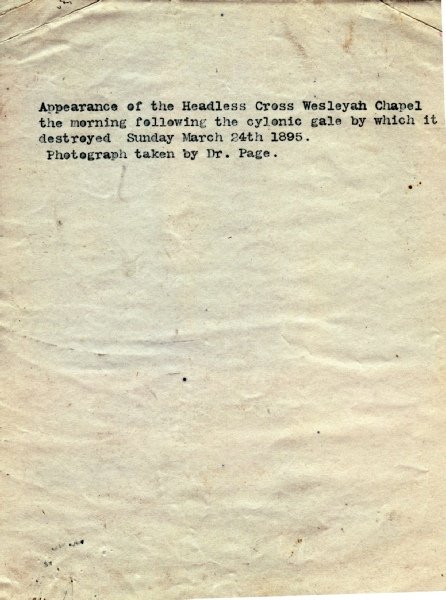 Appearance of the Headless Cross Wesleyan Chapel
the morning following the cylonic gale by which it
destroyed Sunday March 24th 1895.
Photograph taken by Dr. Page.